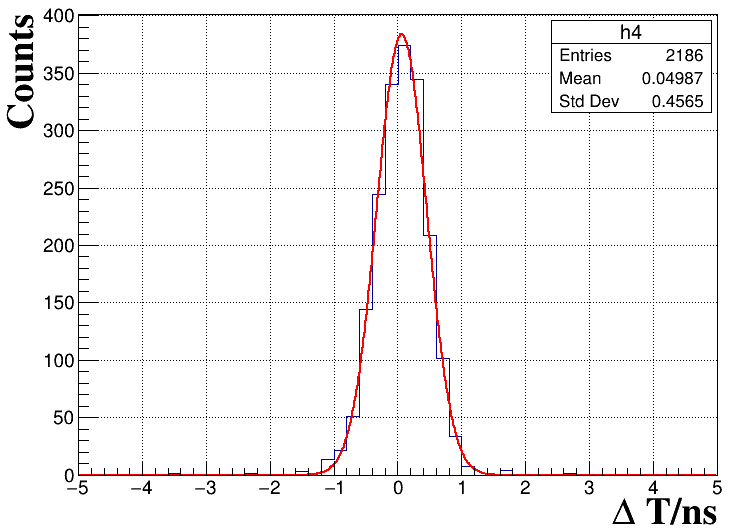 Counts
400
350
300
250
200
150
100
50
0
h4
Entries 2186
Mean 0.04987
Std Dev 0.4565
−5 −4 −3 −2 −1 0 1 2 3 4 5
Δ T/ns